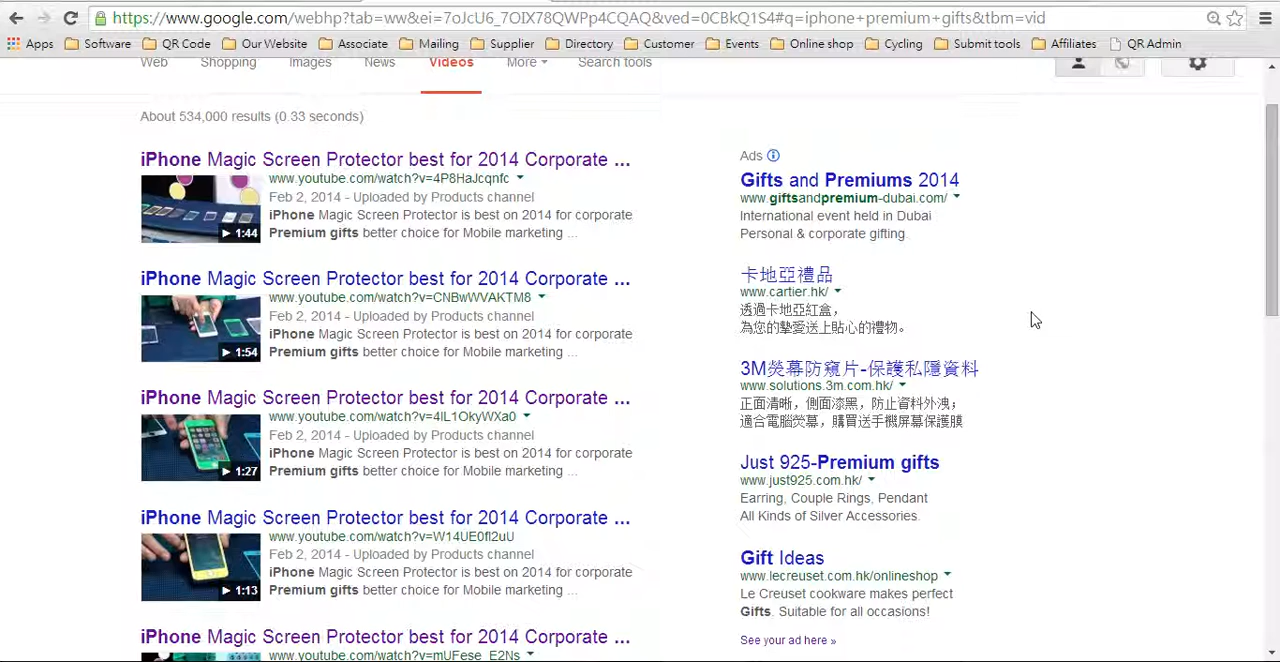 https://www.google.com/webhp?tab=ww&ei=7oJcU6_7OIX78QWPp4CQAQ&ved=0CBkQ1S4#q=iphone+premium+gifts&tbm=vid
Apps Software QR Code Our Website Associate Mailing Supplier Directory Customer Events Online shop Cycling Submit tools Affiliates QR Admin
Web Shopping Images News Videos More Search tools
About 534,000 results (0.33 seconds)
iPhone Magic Screen Protector best for 2014 Corporate ...
www.youtube.com/watch?v=4P8HaJcqnfc
Feb 2, 2014 - Uploaded by Products channel
iPhone Magic Screen Protector is best on 2014 for corporate
Premium gifts better choice for Mobile marketing ...
1:44
iPhone Magic Screen Protector best for 2014 Corporate ...
www.youtube.com/watch?v=CNBwWVAKTM8
Feb 2, 2014 - Uploaded by Products channel
iPhone Magic Screen Protector is best on 2014 for corporate
Premium gifts better choice for Mobile marketing ...
1:54
iPhone Magic Screen Protector best for 2014 Corporate ...
www.youtube.com/watch?v=4IL1OkyWXa0
Feb 2, 2014 - Uploaded by Products channel
iPhone Magic Screen Protector is best on 2014 for corporate
Premium gifts better choice for Mobile marketing ...
1:27
iPhone Magic Screen Protector best for 2014 Corporate ...
www.youtube.com/watch?v=W14UE0fl2uU
Feb 2, 2014 - Uploaded by Products channel
iPhone Magic Screen Protector is best on 2014 for corporate
Premium gifts better choice for Mobile marketing ...
1:13
iPhone Magic Screen Protector best for 2014 Corporate ...
www.youtube.com/watch?v=mUFese_E2Ns
Ads
Gifts and Premiums 2014
www.giftsandpremium-dubai.com/
International event held in Dubai
Personal & corporate gifting.
卡地亞禮品
www.cartier.hk/
透過卡地亞紅盒，
為您的摯愛送上貼心的禮物。
3M熒幕防窺片-保護私隱資料
www.solutions.3m.com.hk/
正面清晰，側面漆黑，防止資料外洩；
適合電腦熒幕，購買送手機屏幕保護膜
Just 925-Premium gifts
www.just925.com.hk/
Earring, Couple Rings, Pendant
All Kinds of Silver Accessories.
Gift Ideas
www.lecreuset.com.hk/onlineshop
Le Creuset cookware makes perfect
Gifts. Suitable for all occasions!
See your ad here »